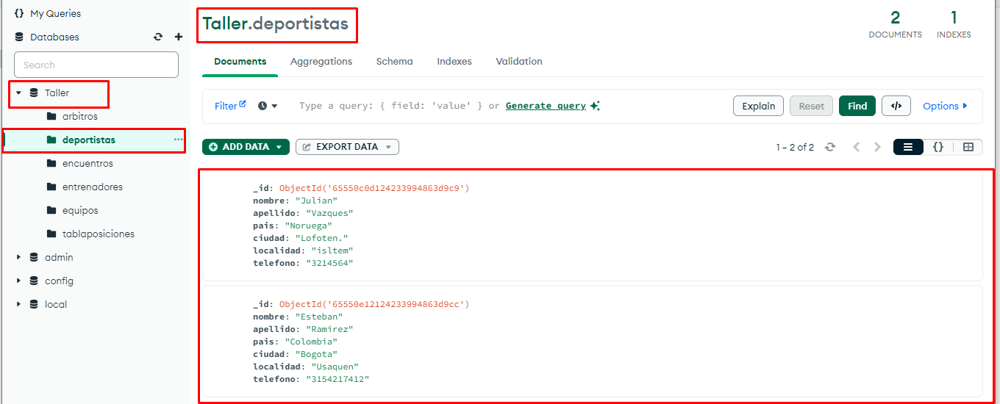 My Queries
Databases
Search
Taller
arbitros
deportistas
encuentros
entrenadores
equipos
tablaposiciones
admin
config
local
Taller.deportistas
2 DOCUMENTS
1 INDEXES
Documents Aggregations Schema Indexes Validation
Filter Type a query: { field: 'value' } or Generate query Explain Reset Find </> Options
ADD DATA EXPORT DATA 1 – 2 of 2 {}
_id: ObjectId('65550c0d124233994863d9c9')
nombre: "Julian"
apellido: "Vazques"
pais: "Noruega"
ciudad: "Lofoten."
localidad: "isltem"
telefono: "3214564"
_id: ObjectId('65550e12124233994863d9cc')
nombre: "Esteban"
apellido: "Ramirez"
pais: "Colombia"
ciudad: "Bogota"
localidad: "Usaquen"
telefono: "3154217412"